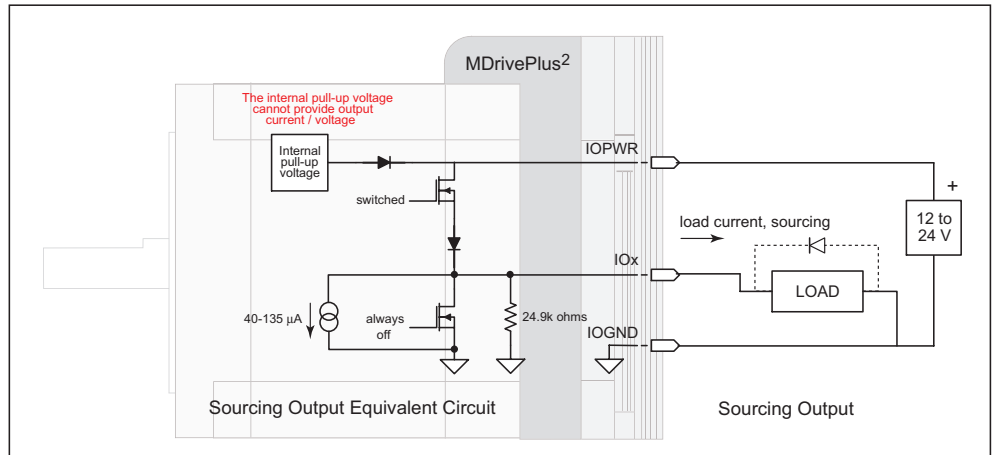 MDrivePlus²
The internal pull-up voltage
cannot provide output
current / voltage
Internal
pull-up
voltage
IOPWR
switched
+
12 to
24 V
load current, sourcing
IOx
LOAD
40-135 µA
always
off
24.9k ohms
IOGND
Sourcing Output Equivalent Circuit
Sourcing Output